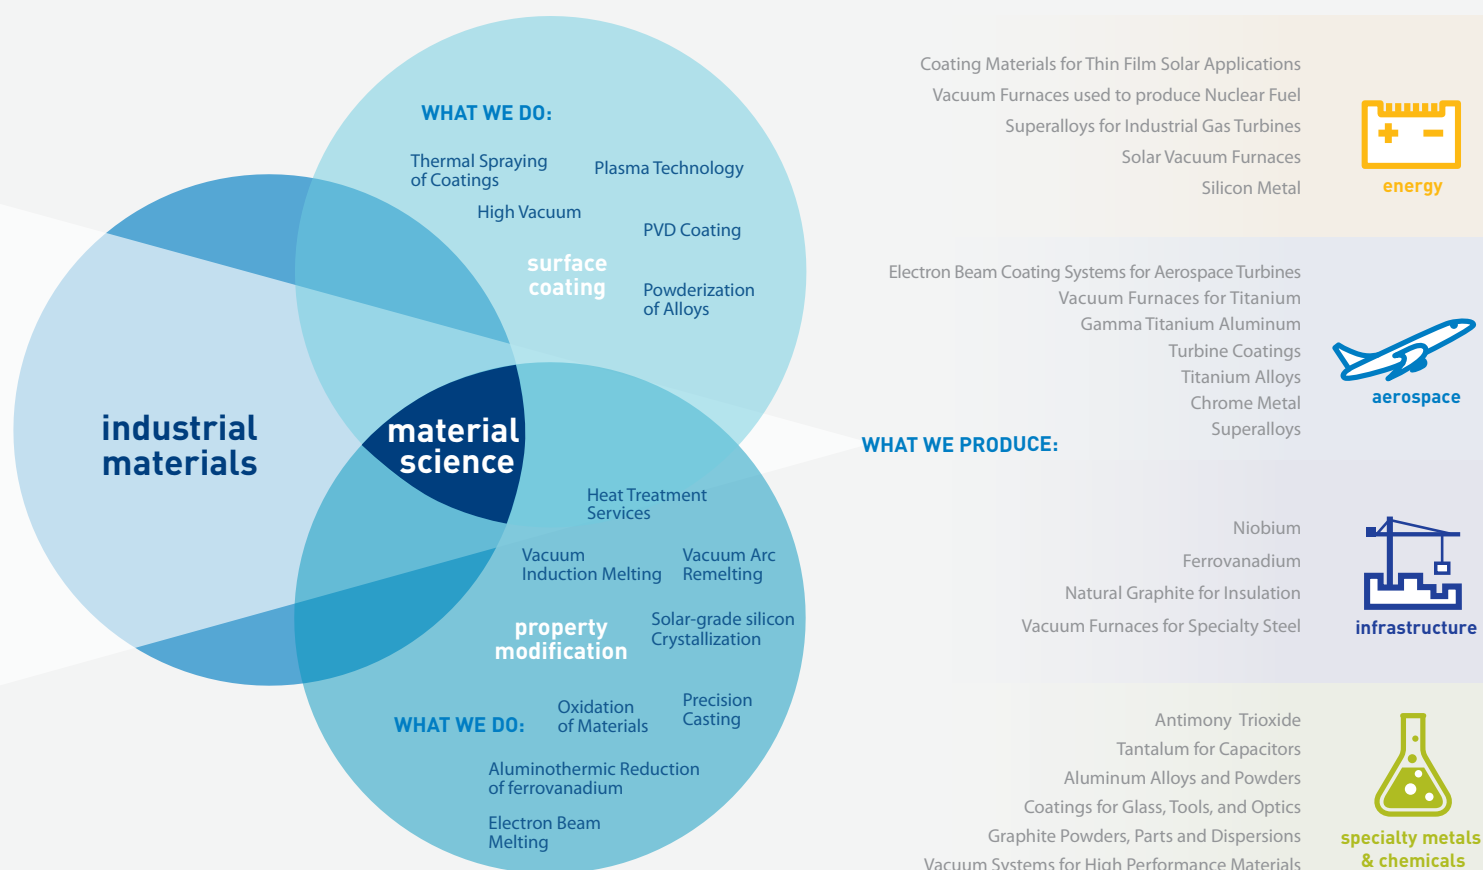 WHAT WE DO:
Thermal Spraying
of Coatings
Plasma Technology
High Vacuum
PVD Coating
surface
coating
Powderization
of Alloys
industrial
materials
material
science
Heat Treatment
Services
Vacuum
Induction Melting
Vacuum Arc
Remelting
Solar-grade silicon
Crystallization
property
modification
WHAT WE DO:
Oxidation
of Materials
Precision
Casting
Aluminothermic Reduction
of ferrovanadium
Electron Beam
Melting
WHAT WE PRODUCE:
Coating Materials for Thin Film Solar Applications
Vacuum Furnaces used to produce Nuclear Fuel
Superalloys for Industrial Gas Turbines
Solar Vacuum Furnaces
Silicon Metal
energy
Electron Beam Coating Systems for Aerospace Turbines
Vacuum Furnaces for Titanium
Gamma Titanium Aluminum
Turbine Coatings
Titanium Alloys
Chrome Metal
Superalloys
aerospace
Niobium
Ferrovanadium
Natural Graphite for Insulation
Vacuum Furnaces for Specialty Steel
infrastructure
Antimony Trioxide
Tantalum for Capacitors
Aluminum Alloys and Powders
Coatings for Glass, Tools, and Optics
Graphite Powders, Parts and Dispersions
Vacuum Systems for High Performance Materials
specialty metals
& chemicals